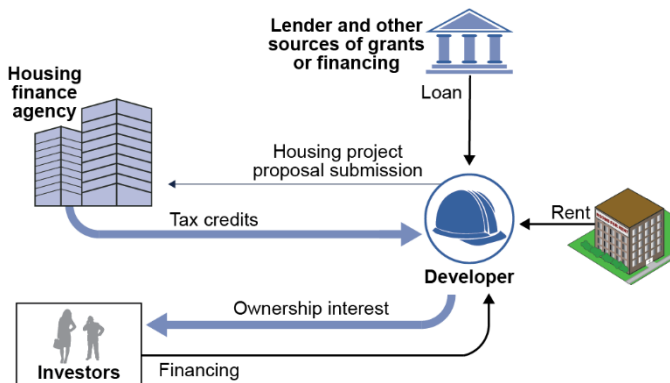 Lender and other
sources of grants
or financing
Housing
finance
agency
Loan
Housing project
proposal submission
Tax credits
Rent
Developer
Ownership interest
Investors
Financing